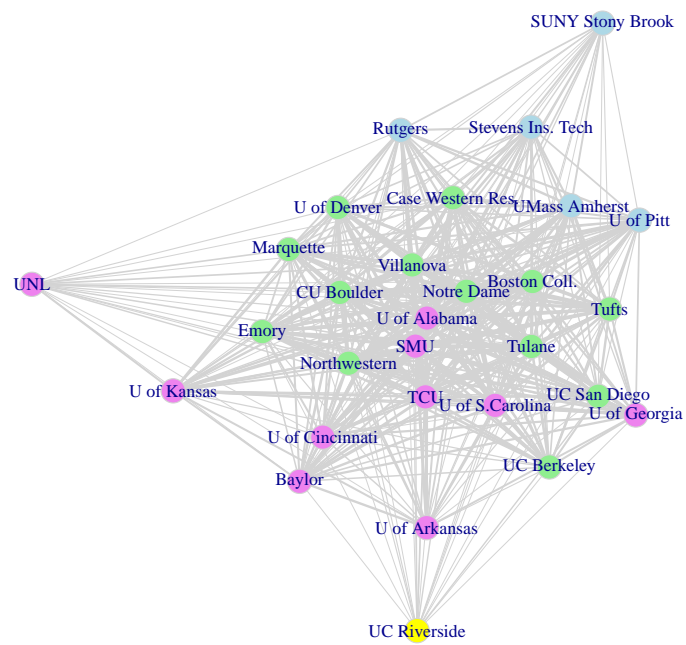 SUNY Stony Brook
Rutgers
Stevens Ins. Tech
Case Western Res.
U of Denver
UMass Amherst
U of Pitt
Marquette
Villanova
Boston Coll.
UNL
CU Boulder
Notre Dame
Tufts
U of Alabama
Emory
SMU
Tulane
Northwestern
U of Kansas
UC San Diego
TCU
U of S.Carolina
U of Georgia
U of Cincinnati
UC Berkeley
Baylor
U of Arkansas
UC Riverside